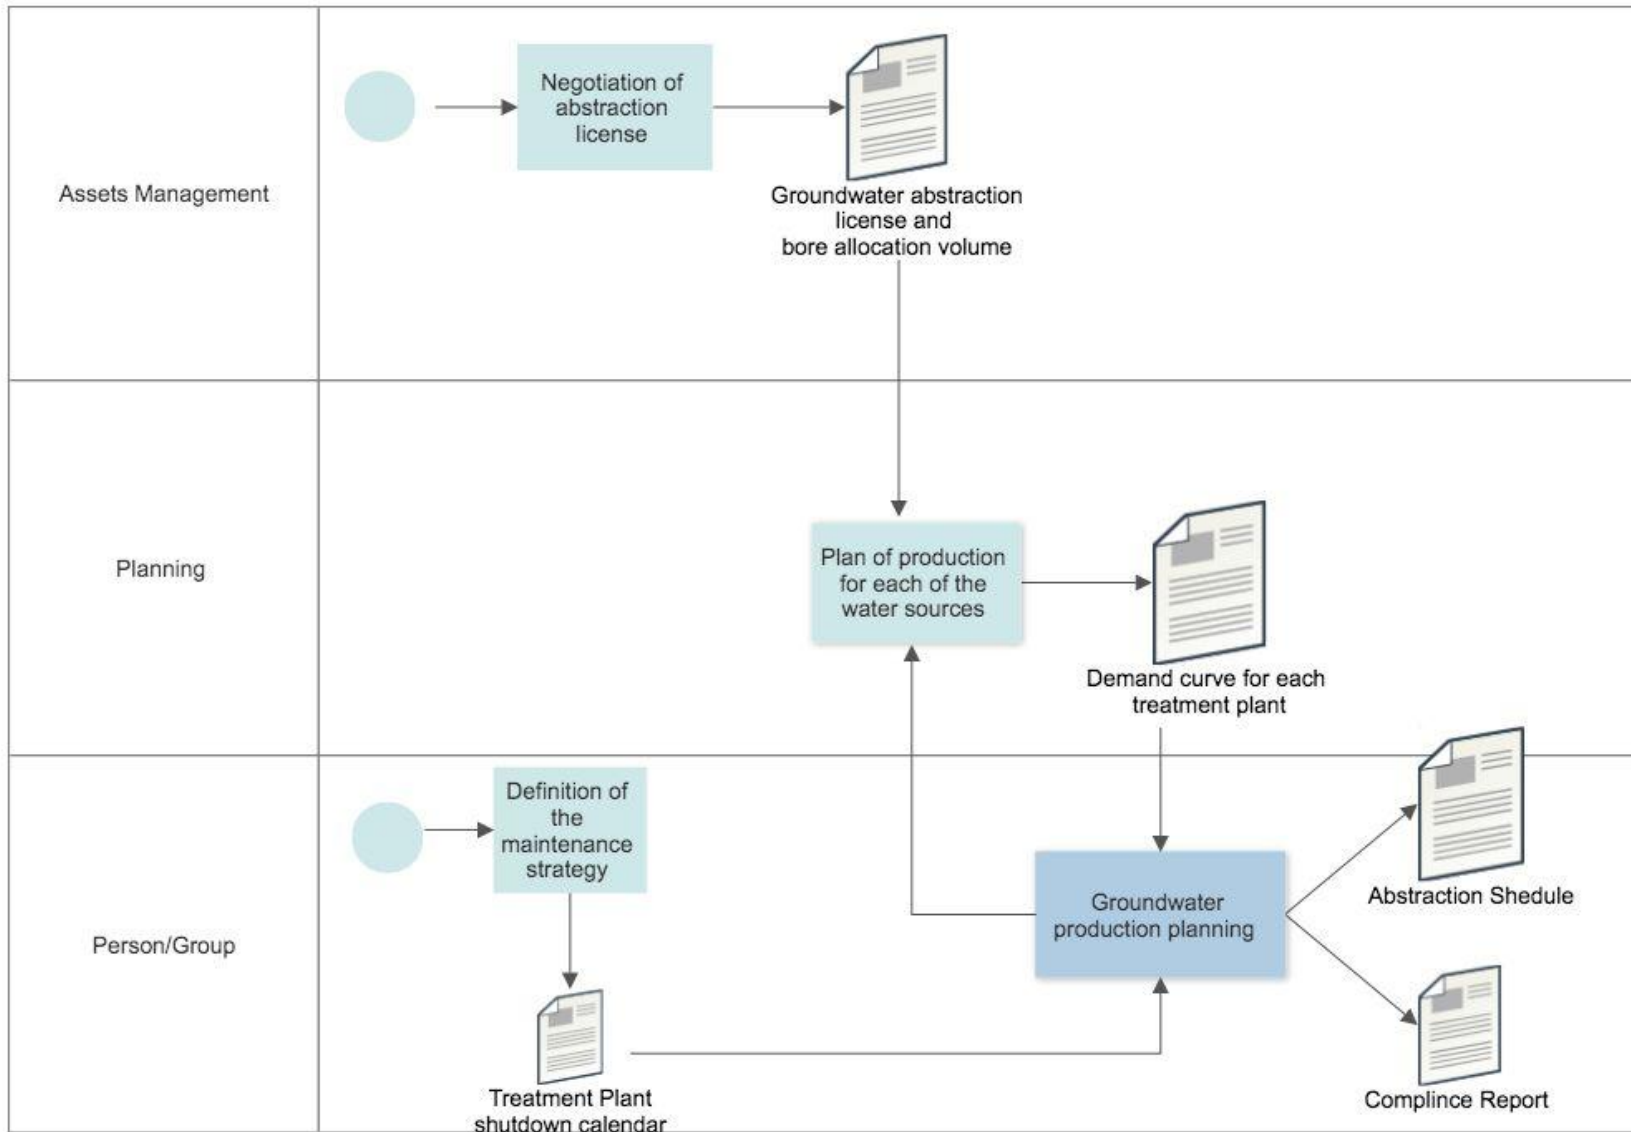 Assets Management
Negotiation of
abstraction
license
Groundwater abstraction
license and
bore allocation volume
Planning
Plan of production
for each of the
water sources
Demand curve for each
treatment plant
Person/Group
Definition of
the
maintenance
strategy
Treatment Plant
shutdown calendar
Groundwater
production planning
Abstraction Shedule
Complince Report